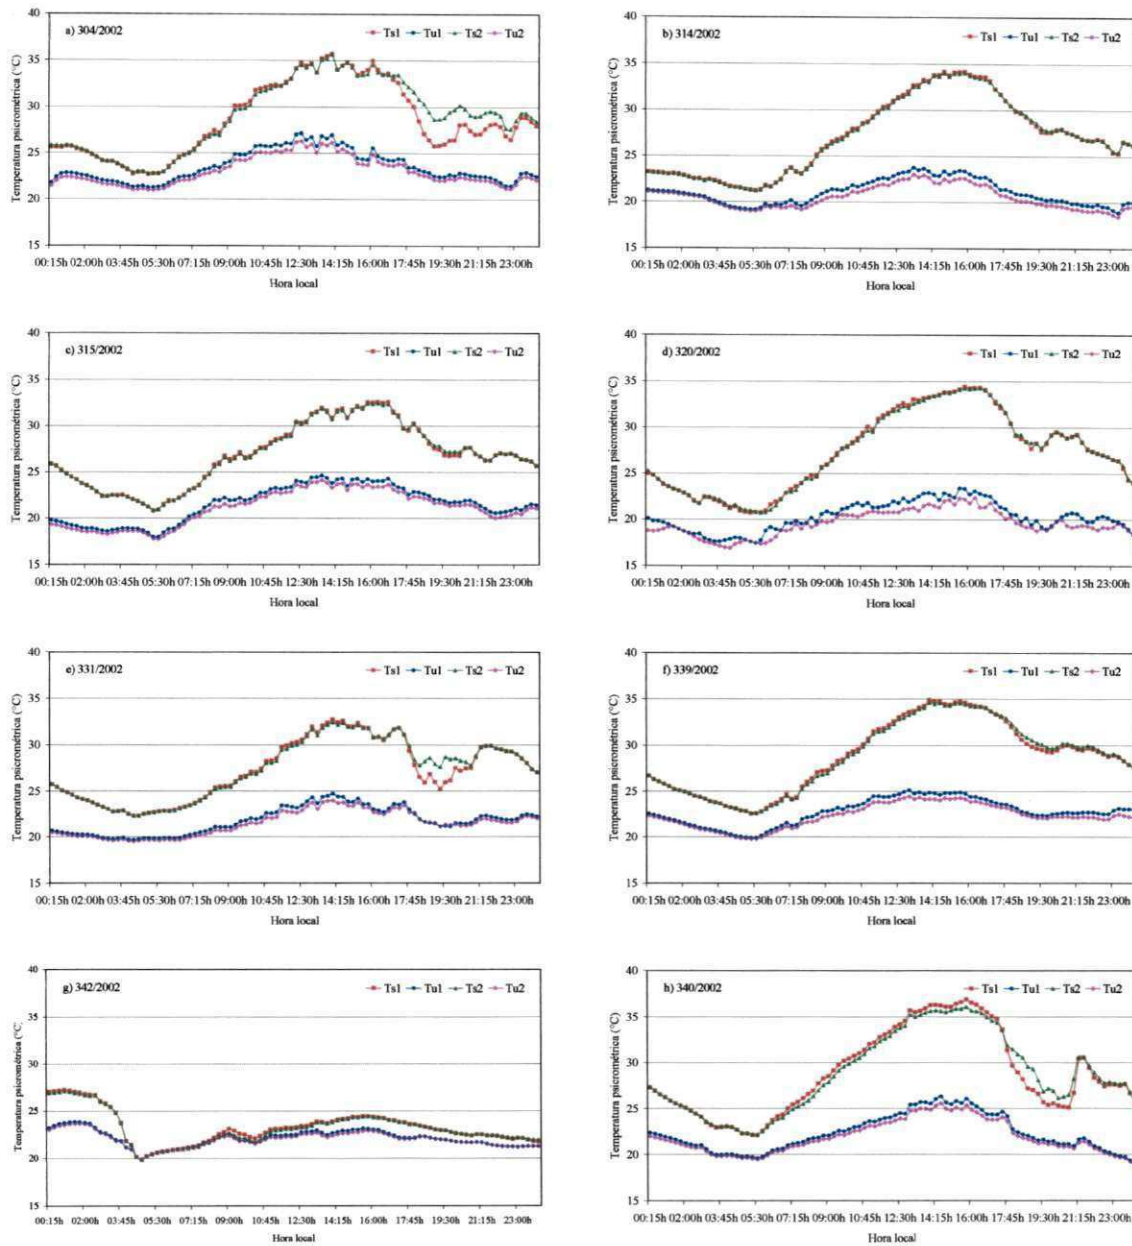 a) 304/2002
Ts1 Tu1 Ts2 Tu2
Temperatura psicrométrica (°C)
40
35
30
25
20
15
00:15h 02:00h 03:45h 05:30h 07:15h 09:00h 10:45h 12:30h 14:15h 16:00h 17:45h 19:30h 21:15h 23:00h
Hora local
b) 314/2002
Ts1 Tu1 Ts2 Tu2
Temperatura psicrométrica (°C)
40
35
30
25
20
15
00:15h 02:00h 03:45h 05:30h 07:15h 09:00h 10:45h 12:30h 14:15h 16:00h 17:45h 19:30h 21:15h 23:00h
Hora local
c) 315/2002
Ts1 Tu1 Ts2 Tu2
Temperatura psicrométrica (°C)
40
35
30
25
20
15
00:15h 02:00h 03:45h 05:30h 07:15h 09:00h 10:45h 12:30h 14:15h 16:00h 17:45h 19:30h 21:15h 23:00h
Hora local
d) 320/2002
Ts1 Tu1 Ts2 Tu2
Temperatura psicrométrica (°C)
40
35
30
25
20
15
00:15h 02:00h 03:45h 05:30h 07:15h 09:00h 10:45h 12:30h 14:15h 16:00h 17:45h 19:30h 21:15h 23:00h
Hora local
e) 331/2002
Ts1 Tu1 Ts2 Tu2
Temperatura psicrométrica (°C)
40
35
30
25
20
15
00:15h 02:00h 03:45h 05:30h 07:15h 09:00h 10:45h 12:30h 14:15h 16:00h 17:45h 19:30h 21:15h 23:00h
Hora local
f) 339/2002
Ts1 Tu1 Ts2 Tu2
Temperatura psicrométrica (°C)
40
35
30
25
20
15
00:15h 02:00h 03:45h 05:30h 07:15h 09:00h 10:45h 12:30h 14:15h 16:00h 17:45h 19:30h 21:15h 23:00h
Hora local
g) 342/2002
Ts1 Tu1 Ts2 Tu2
Temperatura psicrométrica (°C)
40
35
30
25
20
15
00:15h 02:00h 03:45h 05:30h 07:15h 09:00h 10:45h 12:30h 14:15h 16:00h 17:45h 19:30h 21:15h 23:00h
Hora local
h) 340/2002
Ts1 Tu1 Ts2 Tu2
Temperatura psicrométrica (°C)
40
35
30
25
20
15
00:15h 02:00h 03:45h 05:30h 07:15h 09:00h 10:45h 12:30h 14:15h 16:00h 17:45h 19:30h 21:15h 23:00h
Hora local